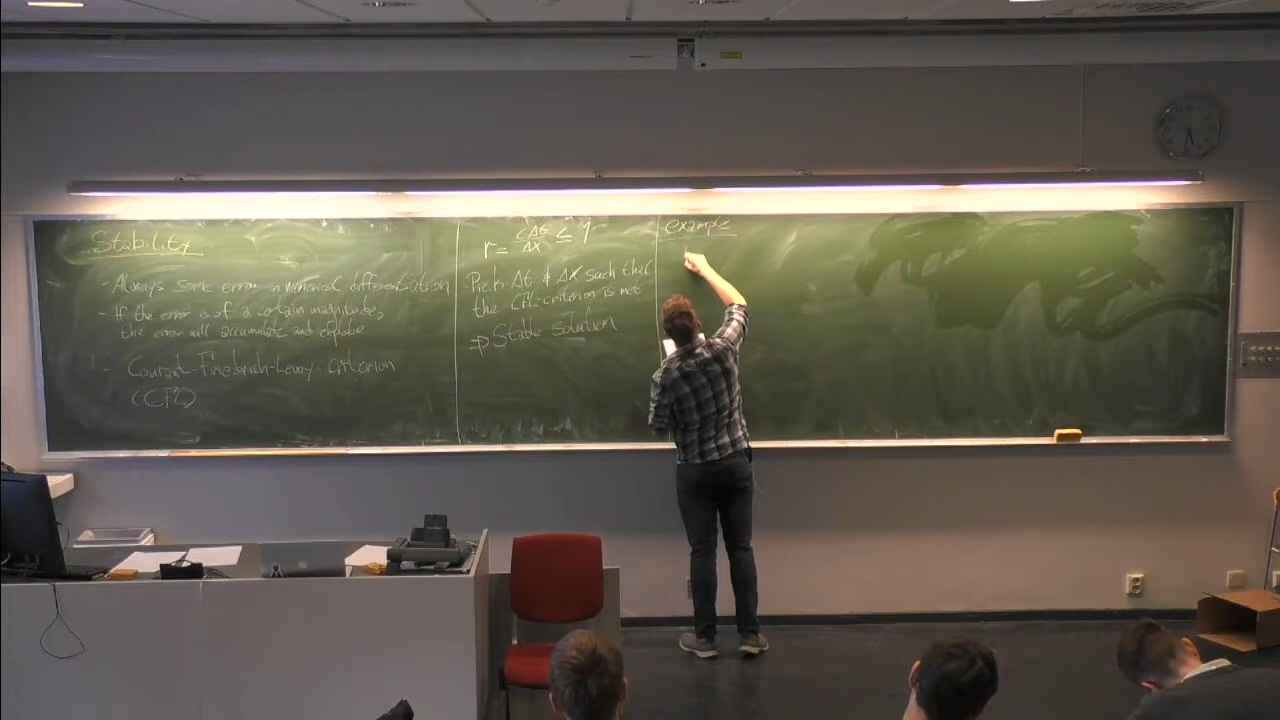 Stability
- Always some error in numerical differentiation
- If the error is of a certain magnitude,
the error will accumulate and explode
- Courant-Friedrich-Lewy-criterion
(CFL)
r = cΔt/Δx ≤ 1
Pick Δt & Δx such that
the CFL-criterion is met
⇒ Stable solution
example